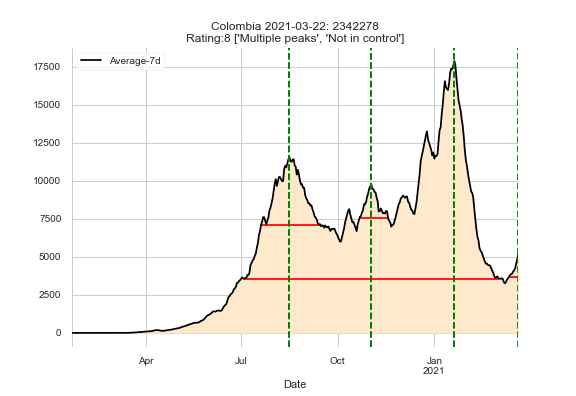 Colombia 2021-03-22: 2342278
Rating:8 ['Multiple peaks', 'Not in control']
Average-7d
17500
15000
12500
10000
7500
5000
2500
0
Apr
Jul
Oct
Jan
2021
Date